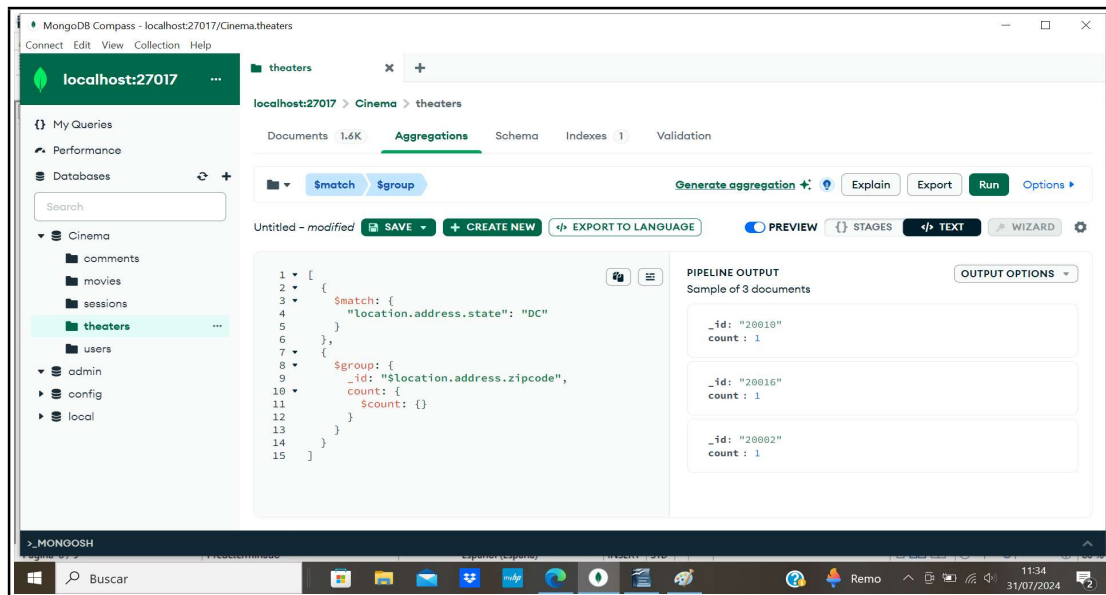 MongoDB Compass - localhost:27017/Cinema.theaters
Connect Edit View Collection Help
localhost:27017 ...
theaters
localhost:27017 > Cinema > theaters
{} My Queries
Performance
Databases
Search
Cinema
comments
movies
sessions
theaters ...
users
admin
config
local
Documents 1.6K Aggregations Schema Indexes 1 Validation
$match $group
Generate aggregation Explain Export Run Options
Untitled – modified SAVE + CREATE NEW </> EXPORT TO LANGUAGE PREVIEW {} STAGES </> TEXT WIZARD
1 [
2 {
3 $match: {
4 "location.address.state": "DC"
5 }
6 },
7 {
8 $group: {
9 _id: "$location.address.zipcode",
10 count: {
11 $count: {}
12 }
13 }
14 }
15 ]
PIPELINE OUTPUT
Sample of 3 documents
OUTPUT OPTIONS
_id: "20010"
count : 1
_id: "20016"
count : 1
_id: "20002"
count : 1
>_MONGOSH
Buscar
mhp
Remo
11:34
31/07/2024
2